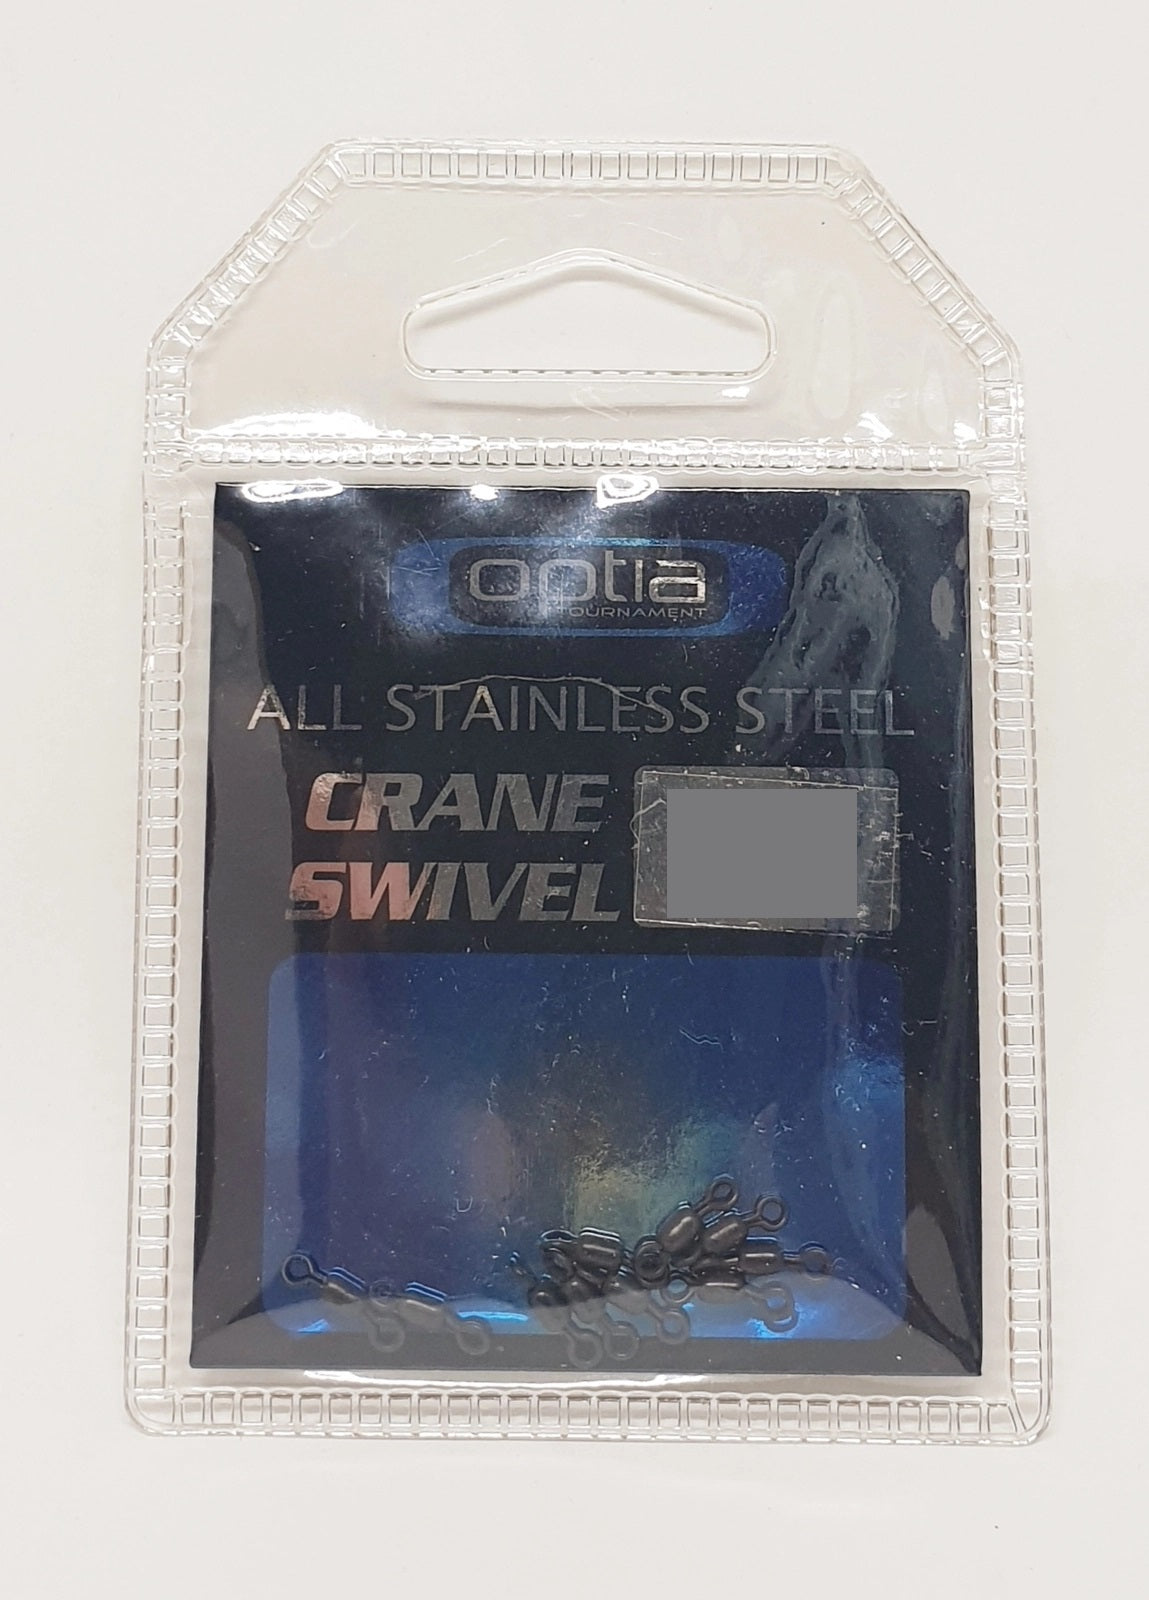 optia
TOURNAMENT
ALL STAINLESS STEEL
CRANE
SWIVEL